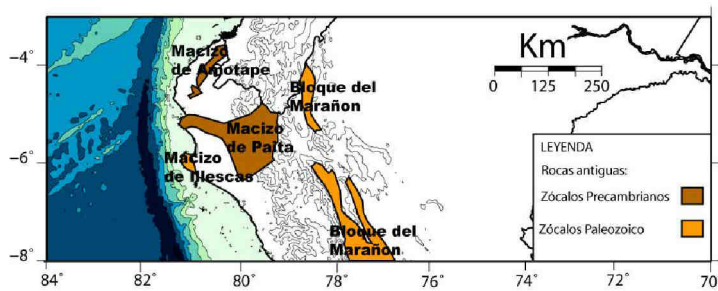 −4°
−6°
−8°
Macizo
de Amotape
Bloque del
Marañon
Macizo
de Paita
Macizo
de Illescas
Bloque del
Marañon
Km
0 125 250
LEYENDA
Rocas antiguas:
Zócalos Precambrianos
Zócalos Paleozoico
84° 82° 80° 78° 76° 74° 72° 70°